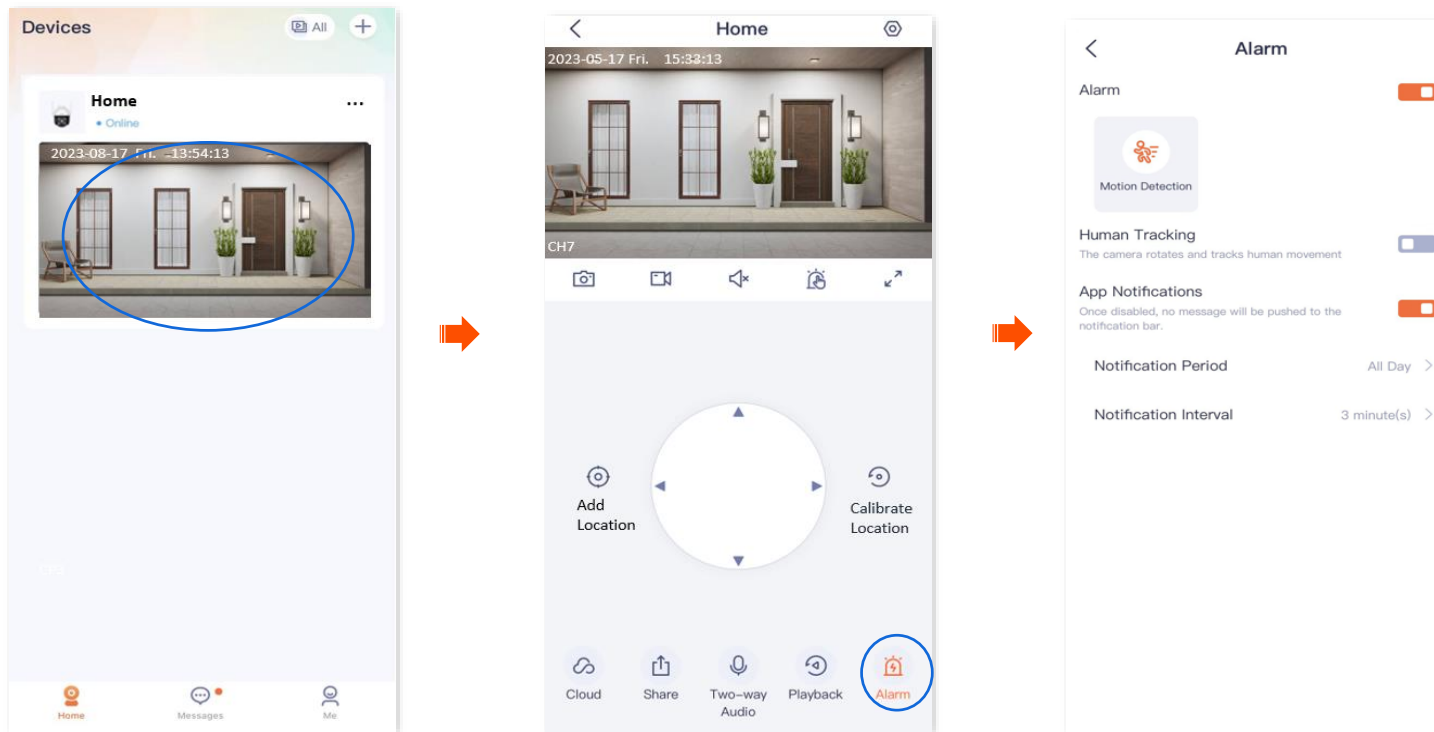 Devices
All
Home
Online
2023-08-17 Fri. 13:54:13
Home
Messages
Me
Home
2023-05-17 Fri. 15:33:13
CH7
Add
Location
Calibrate
Location
Cloud
Share
Two-way
Audio
Playback
Alarm
Alarm
Alarm
Motion Detection
Human Tracking
The camera rotates and tracks human movement
App Notifications
Once disabled, no message will be pushed to the
notification bar.
Notification Period
All Day
Notification Interval
3 minute(s)